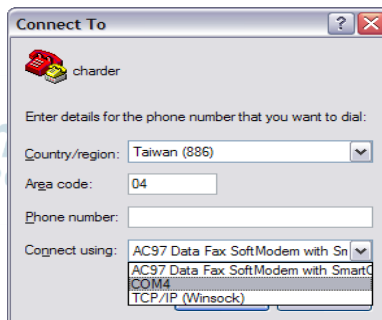 Connect To
charder
Enter details for the phone number that you want to dial:
Country/region: Taiwan (886)
Area code: 04
Phone number:
Connect using: AC97 Data Fax SoftModem with Sn
AC97 Data Fax SoftModem with SmartC
COM4
TCP/IP (Winsock)